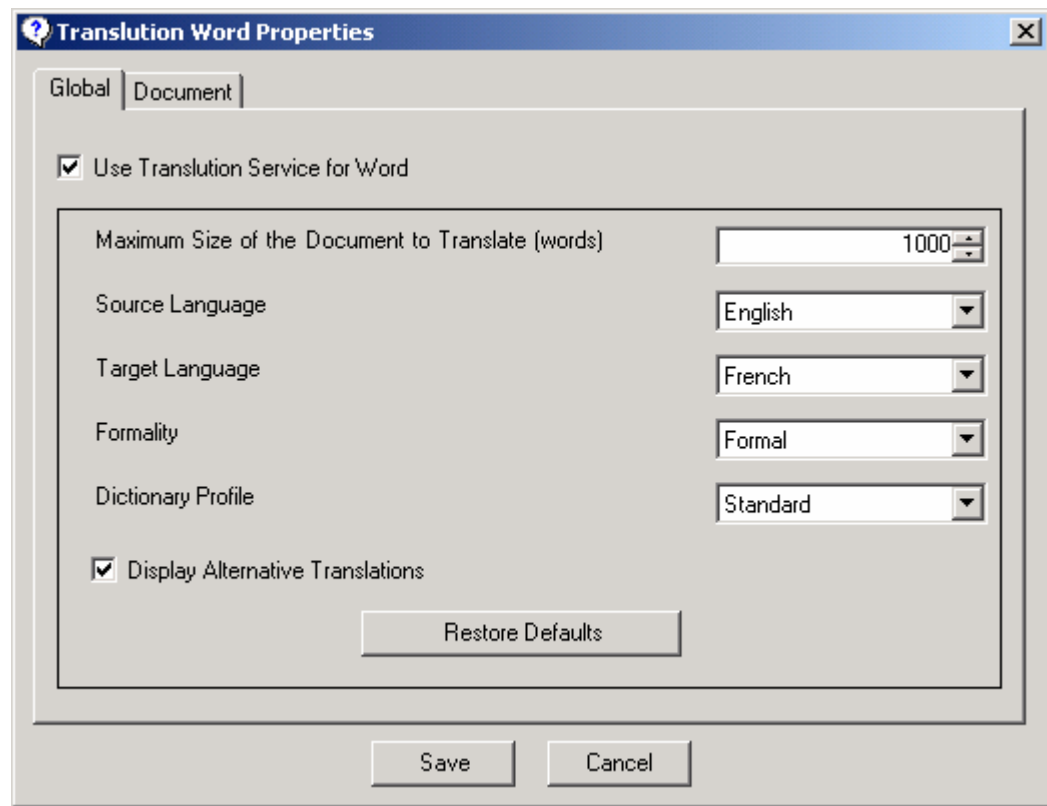 Translution Word Properties
Global Document
Use Translution Service for Word
Maximum Size of the Document to Translate (words) 1000
Source Language English
Target Language French
Formality Formal
Dictionary Profile Standard
Display Alternative Translations
Restore Defaults
Save Cancel